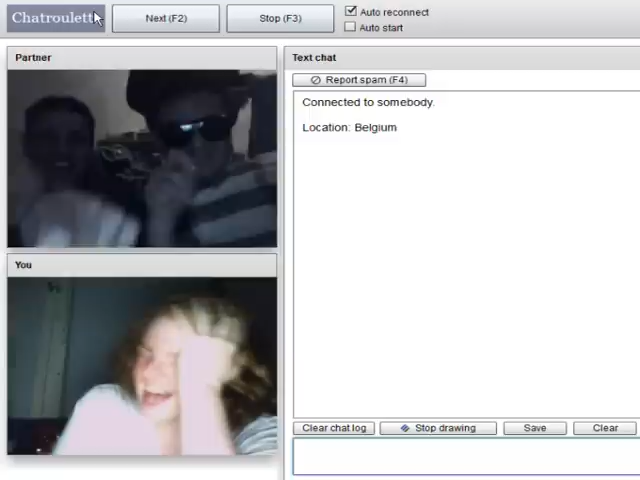 Chatroulette
Next (F2)
Stop (F3)
Auto reconnect
Auto start
Partner
Text chat
Report spam (F4)
Connected to somebody.
Location: Belgium
You
Clear chat log
Stop drawing
Save
Clear